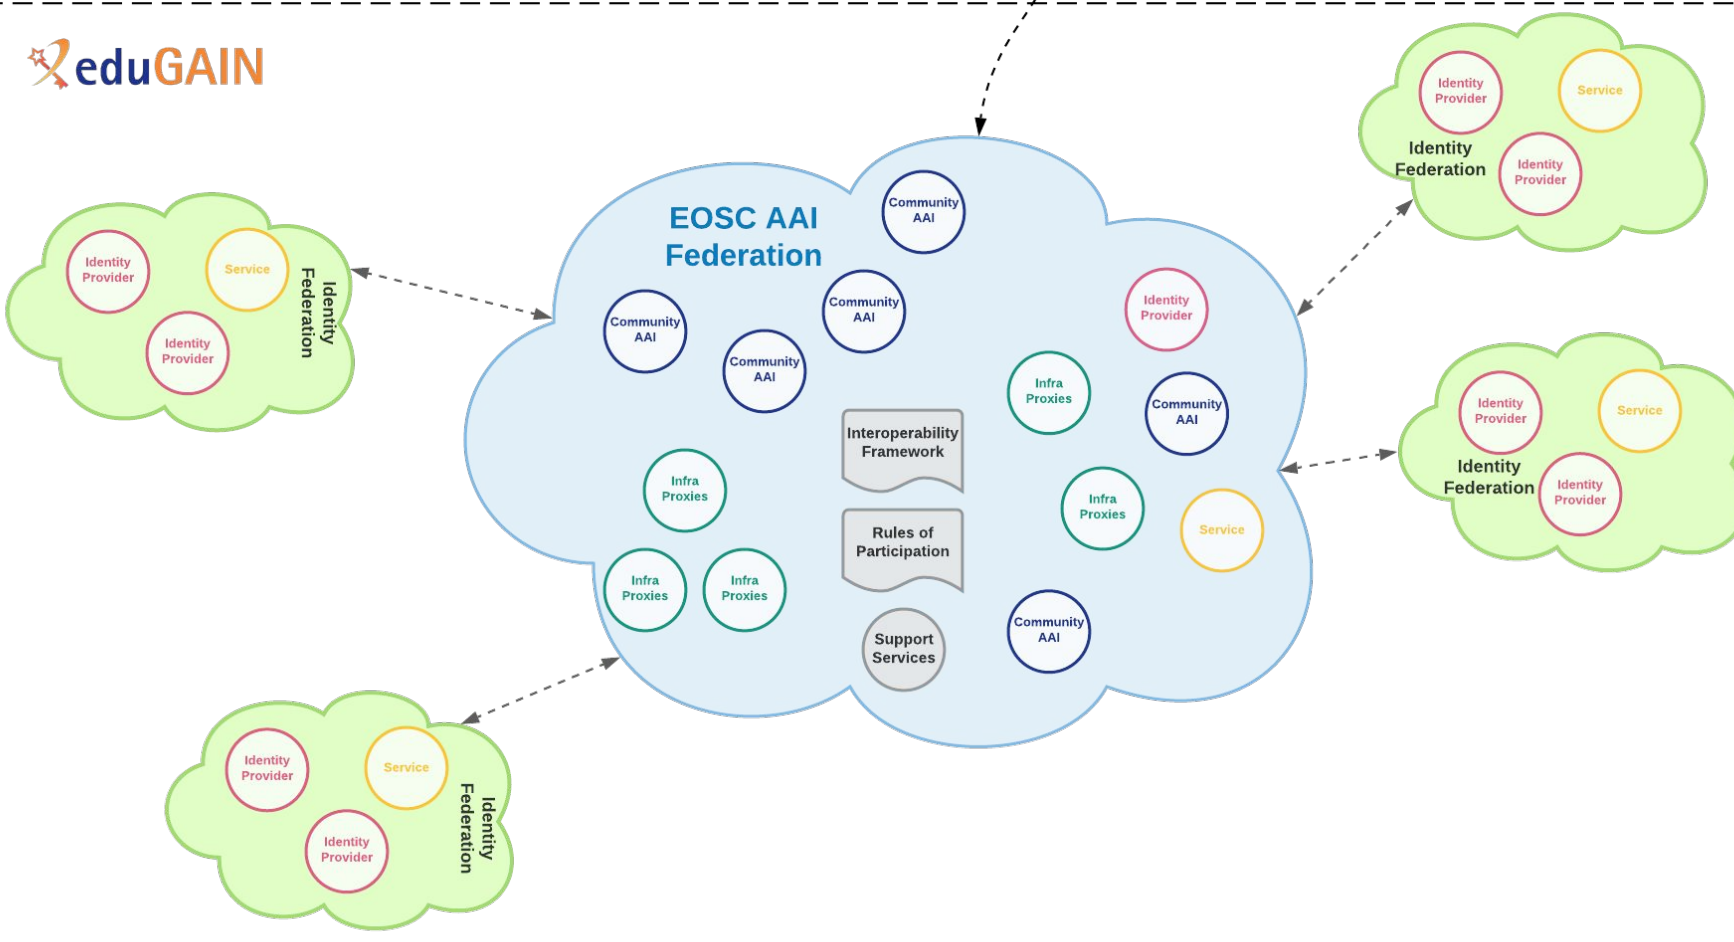 eduGAIN
Identity
Provider
Service
Identity
Federation
Identity
Provider
Identity
Provider
Service
Identity
Federation
Identity
Provider
EOSC AAI
Federation
Community
AAI
Community
AAI
Community
AAI
Community
AAI
Identity
Provider
Infra
Proxies
Community
AAI
Interoperability
Framework
Infra
Proxies
Infra
Proxies
Service
Rules of
Participation
Infra
Proxies
Infra
Proxies
Support
Services
Community
AAI
Identity
Provider
Service
Identity
Federation
Identity
Provider
Identity
Provider
Service
Identity
Federation
Identity
Provider